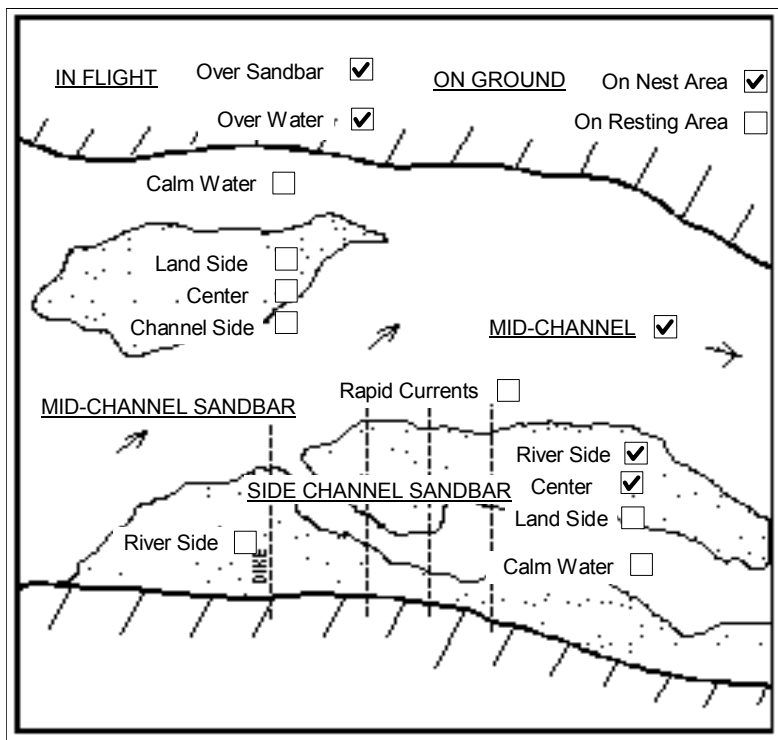 IN FLIGHT Over Sandbar ON GROUND On Nest Area
Over Water On Resting Area
Calm Water
Land Side
Center
Channel Side
MID-CHANNEL
Rapid Currents
MID-CHANNEL SANDBAR
River Side
SIDE CHANNEL SANDBAR Center
Land Side
River Side
DIKE
Calm Water